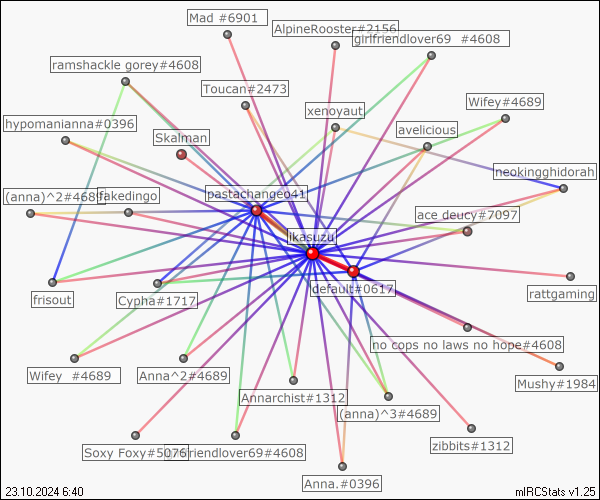 Mad #6901
AlpineRooster#2156
girlfriendlover69 #4608
ramshackle gorey#4608
Toucan#2473
xenoyaut
Wifey#4689
hypomanianna#0396
Skalman
avelicious
neokingghidorah
(anna)^2#4689
fakedingo
pastachangeo41
ace deucy#7097
ikasuzu
frisout
Cypha#1717
default#0617
rattgaming
no cops no laws no hope#4608
Wifey #4689
Anna^2#4689
Annarchist#1312
Mushy#1984
(anna)^3#4689
Soxy Foxy#5076
girlfriendlover69#4608
zibbits#1312
Anna.#0396
23.10.2024 6:40
mIRCStats v1.25